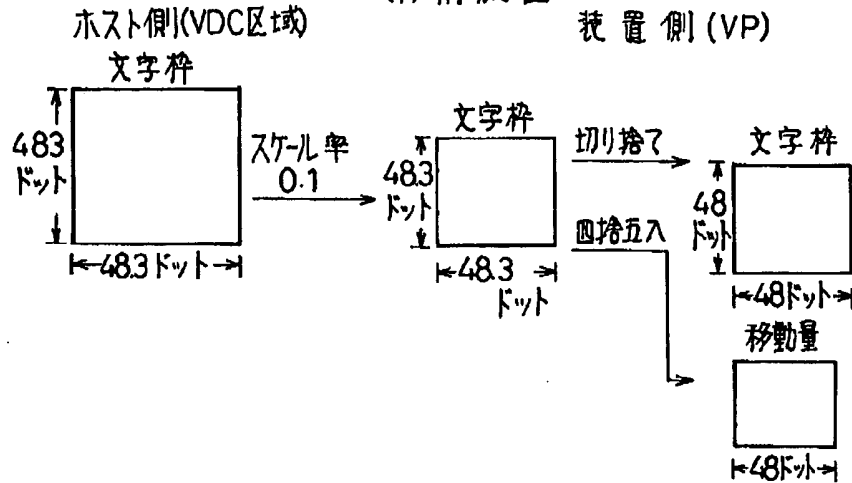 ホスト側(VDC区域)
装置側(VP)
文字枠
483
ドット
48.3ドット
スケール率
0.1
文字枠
48.3
ドット
48.3
ドット
切り捨て
四捨五入
文字枠
48
ドット
48ドット
移動量
48ドット